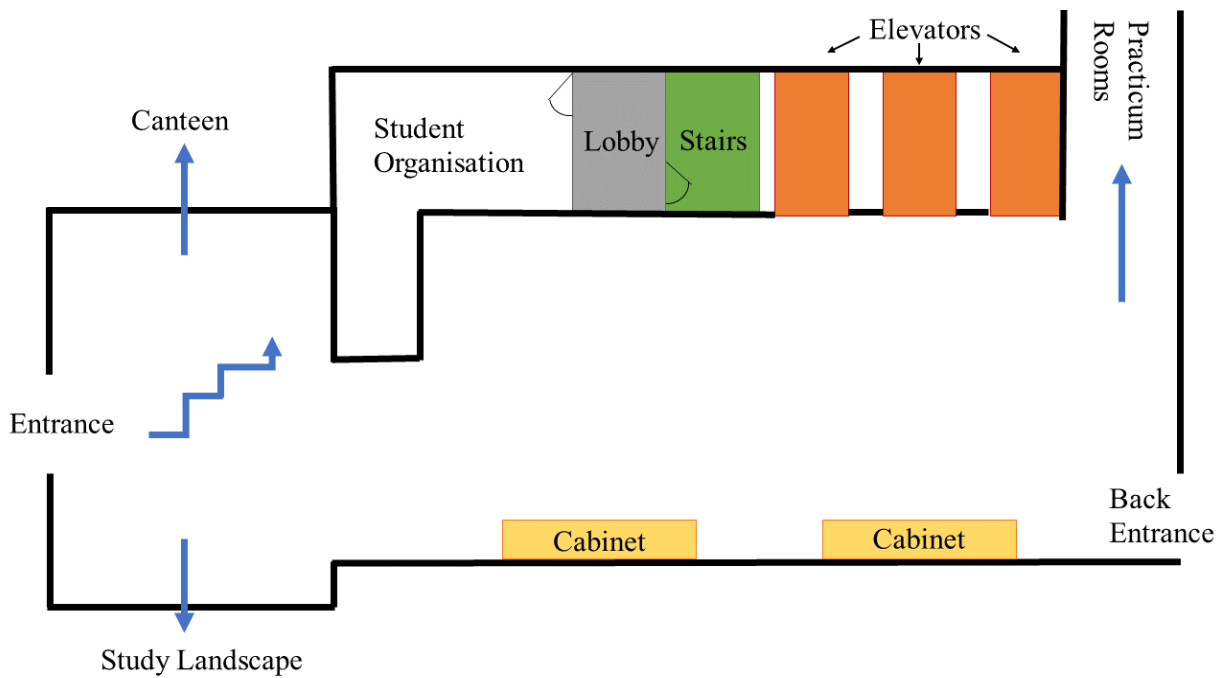 Elevators
Practicum
Rooms
Canteen
Student
Organisation
Lobby
Stairs
Entrance
Back
Entrance
Cabinet
Cabinet
Study Landscape